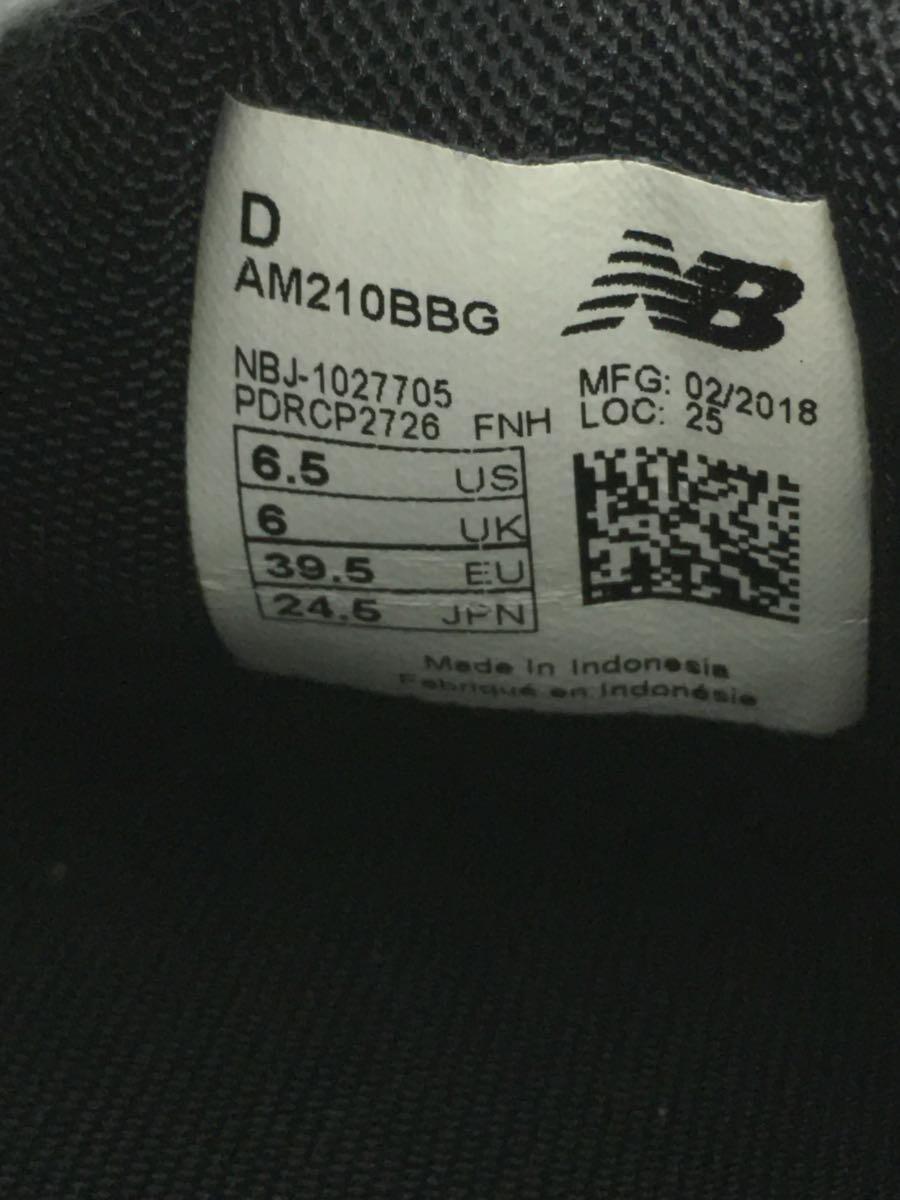 D
AM210BBG
NB
NBJ-1027705
PDRCP2726 FNH
MFG: 02/2018
LOC: 25
6.5 US
6 UK
39.5 EU
24.5 JPN
Made in Indonesia
Fabriqué en Indonésie